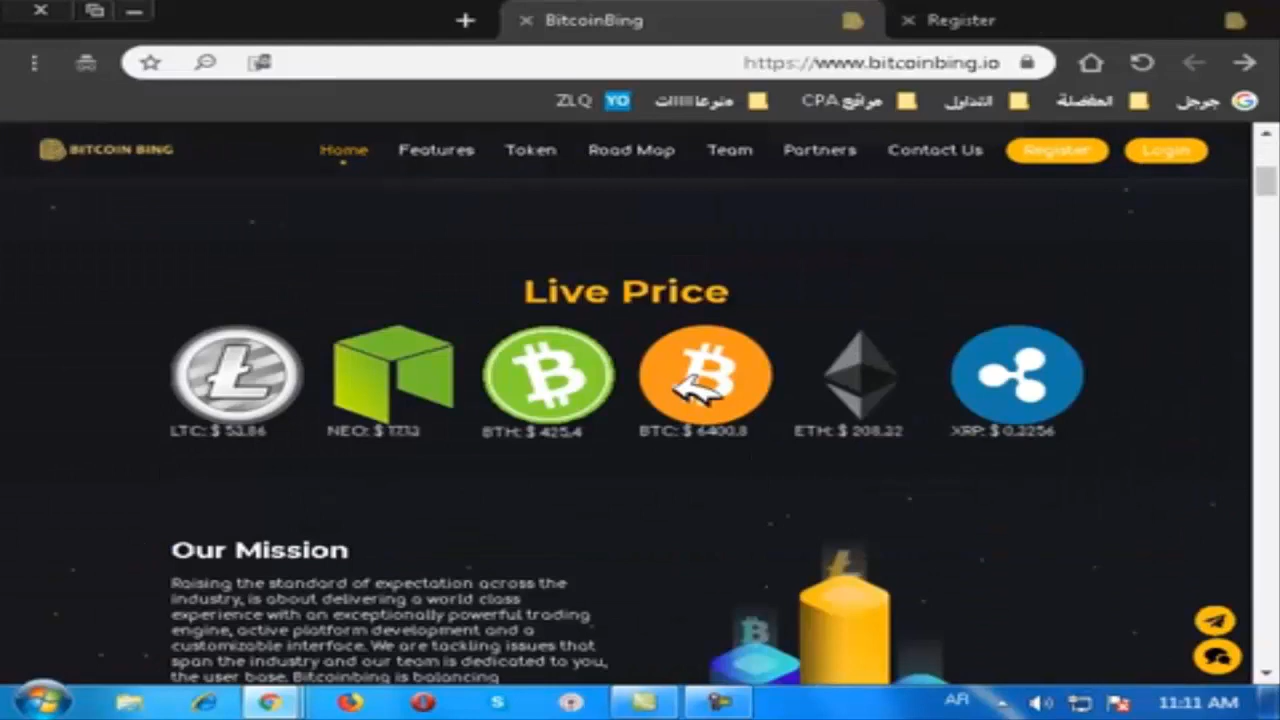 BitcoinBing
Register
https://www.bitcoinbing.io
ZLQ YO منرعاااااات مراقع CPA التداول المفضلة جرجل
BITCOIN BING Home Features Token Road Map Team Partners Contact Us Register Login
Live Price
LTC: $ 53.86 NEO: $ 17.13 BTH: $ 425.4 BTC: $ 6400.8 ETH: $ 208.22 XRP: $ 0.3256
Our Mission
Raising the standard of expectation across the
industry, is about delivering a world class
experience with an exceptionally powerful trading
engine, active platform development and a
customizable interface. We are tackling issues that
span the industry and our team is dedicated to you,
the user base. Bitcoinbing is balancing
AR 11:11 AM